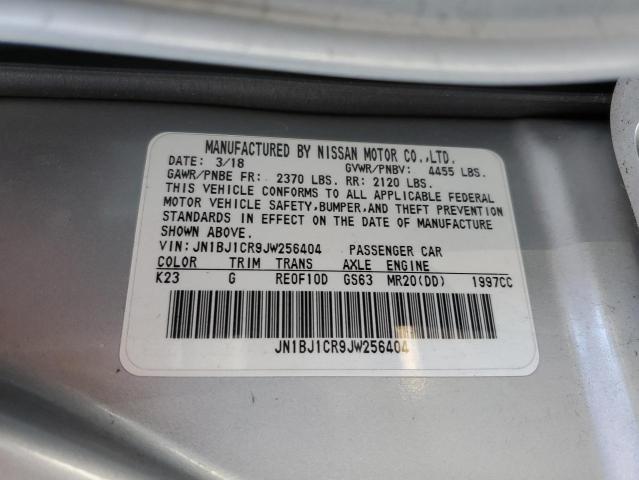 MANUFACTURED BY NISSAN MOTOR CO.,LTD.
DATE: 3/18 GVWR/PNBV: 4455 LBS.
GAWR/PNBE FR: 2370 LBS. RR: 2120 LBS.
THIS VEHICLE CONFORMS TO ALL APPLICABLE FEDERAL
MOTOR VEHICLE SAFETY,BUMPER,AND THEFT PREVENTION
STANDARDS IN EFFECT ON THE DATE OF MANUFACTURE
SHOWN ABOVE.
VIN: JN1BJ1CR9JW256404 PASSENGER CAR
COLOR TRIM TRANS AXLE ENGINE
K23 G RE0F10D GS63 MR20(DD) 1997CC
JN1BJ1CR9JW256404